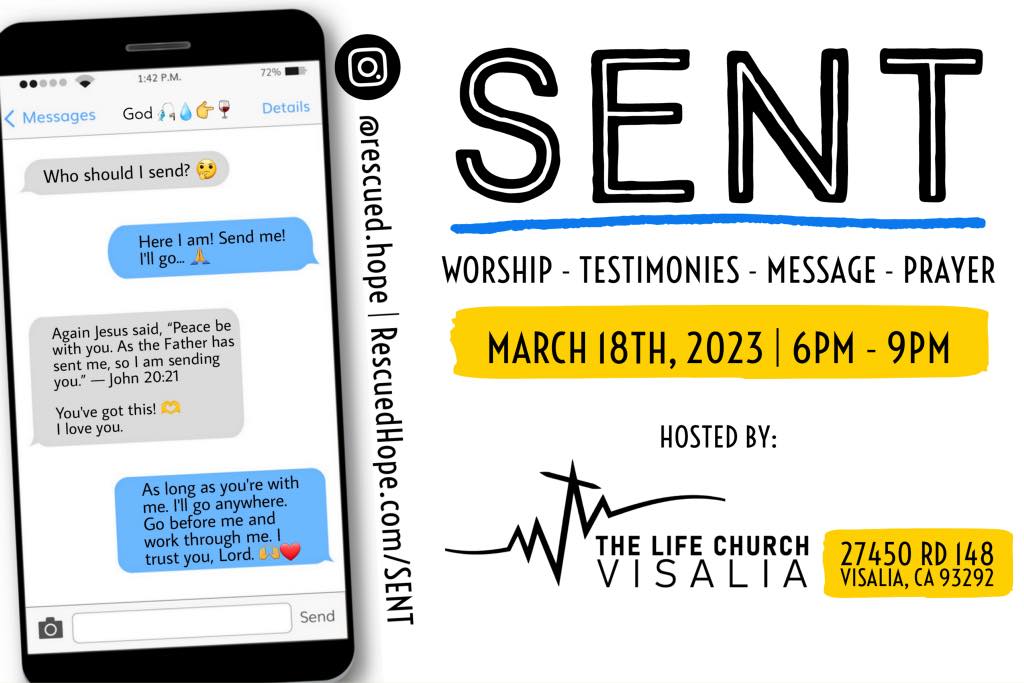 1:42 P.M.
72%
Messages
God 🌬️💧👉🍷
Details
Who should I send? 🤔
Here I am! Send me!
I'll go... 🙏
Again Jesus said, “Peace be
with you. As the Father has
sent me, so I am sending
you.” — John 20:21
You've got this! 🫶
I love you.
As long as you're with
me. I'll go anywhere.
Go before me and
work through me. I
trust you, Lord. 🙌❤️
Send
@rescued.hope | RescuedHope.com/SENT
SENT
WORSHIP - TESTIMONIES - MESSAGE - PRAYER
MARCH 18TH, 2023 | 6PM - 9PM
HOSTED BY:
THE LIFE CHURCH
VISALIA
27450 RD 148
VISALIA, CA 93292